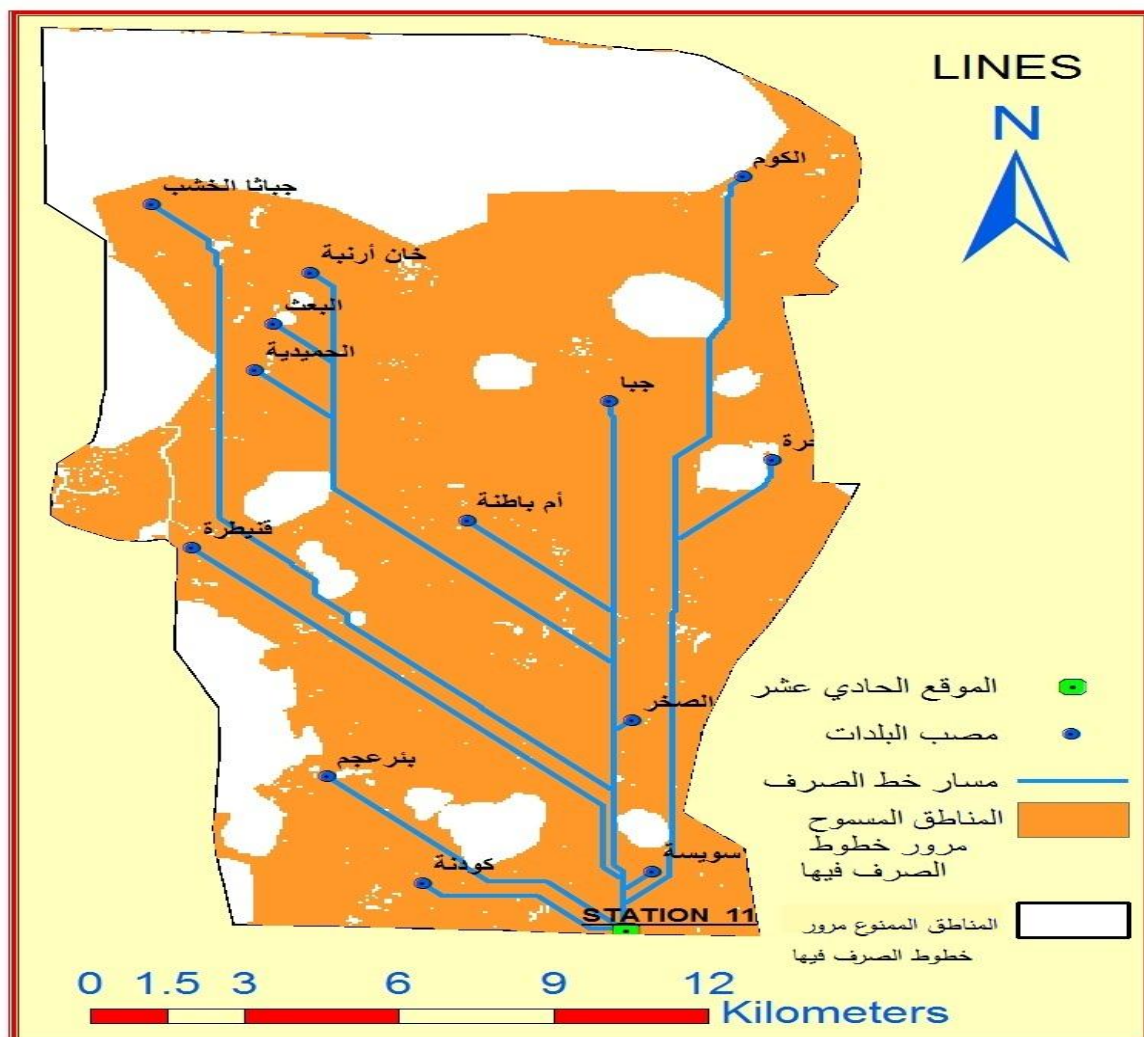 LINES
N
الكوم
جباثا الخشب
خان أرنبة
البعث
الحميدية
جبا
أم باطنة
قنيطرة
الصخر
بئرعجم
سويسة
كودنة
STATION 11
الموقع الحادي عشر
مصب البلدات
مسار خط الصرف
المناطق المسموح
مرور خطوط
الصرف فيها
المناطق الممنوع مرور
خطوط الصرف فيها
0 1.5 3 6 9 12
Kilometers